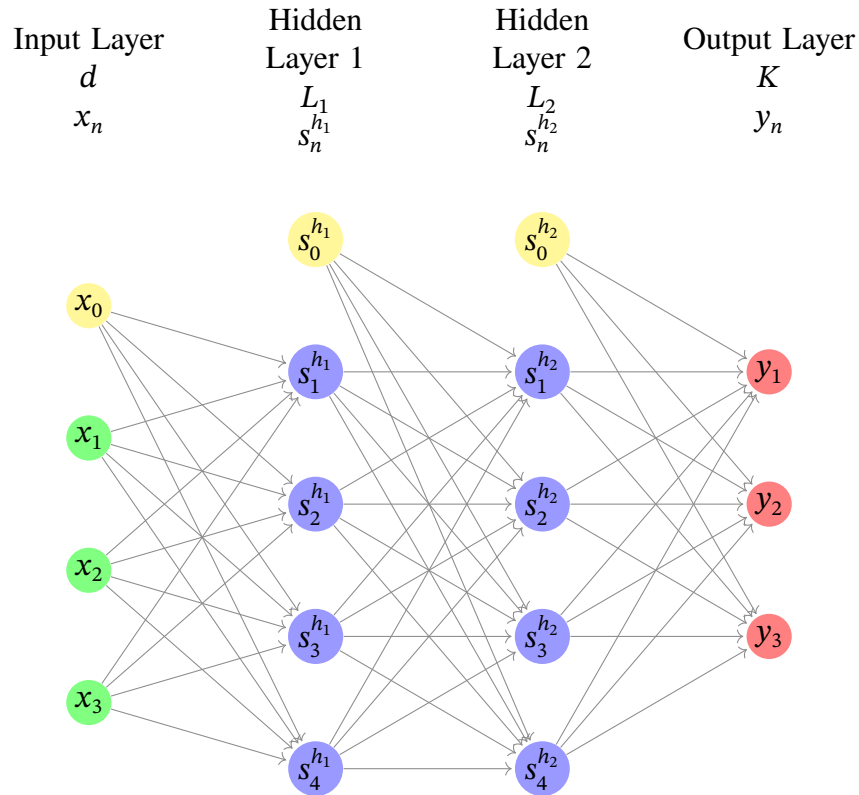 Input Layer
d
x_n
Hidden
Layer 1
L_1
s_n^{h_1}
Hidden
Layer 2
L_2
s_n^{h_2}
Output Layer
K
y_n
x_0
x_1
x_2
x_3
s_0^{h_1}
s_1^{h_1}
s_2^{h_1}
s_3^{h_1}
s_4^{h_1}
s_0^{h_2}
s_1^{h_2}
s_2^{h_2}
s_3^{h_2}
s_4^{h_2}
y_1
y_2
y_3